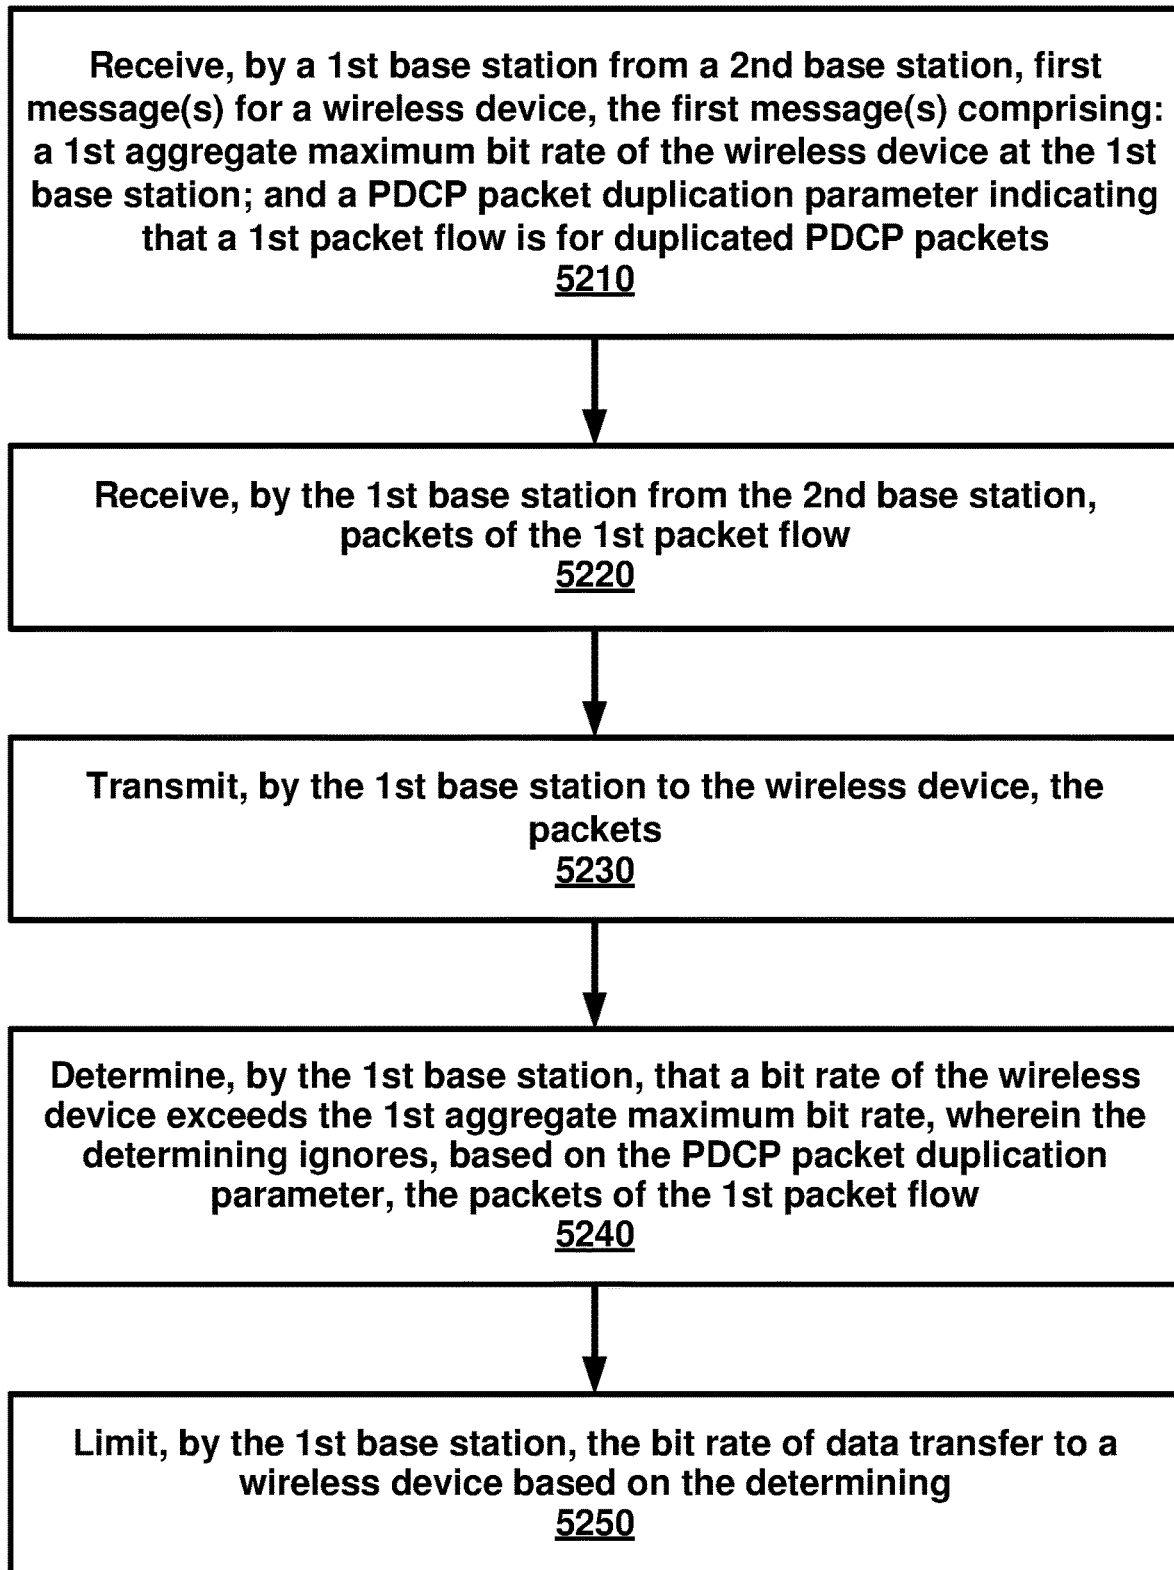 Receive, by a 1st base station from a 2nd base station, first
message(s) for a wireless device, the first message(s) comprising:
a 1st aggregate maximum bit rate of the wireless device at the 1st
base station; and a PDCP packet duplication parameter indicating
that a 1st packet flow is for duplicated PDCP packets
5210
Receive, by the 1st base station from the 2nd base station,
packets of the 1st packet flow
5220
Transmit, by the 1st base station to the wireless device, the
packets
5230
Determine, by the 1st base station, that a bit rate of the wireless
device exceeds the 1st aggregate maximum bit rate, wherein the
determining ignores, based on the PDCP packet duplication
parameter, the packets of the 1st packet flow
5240
Limit, by the 1st base station, the bit rate of data transfer to a
wireless device based on the determining
5250